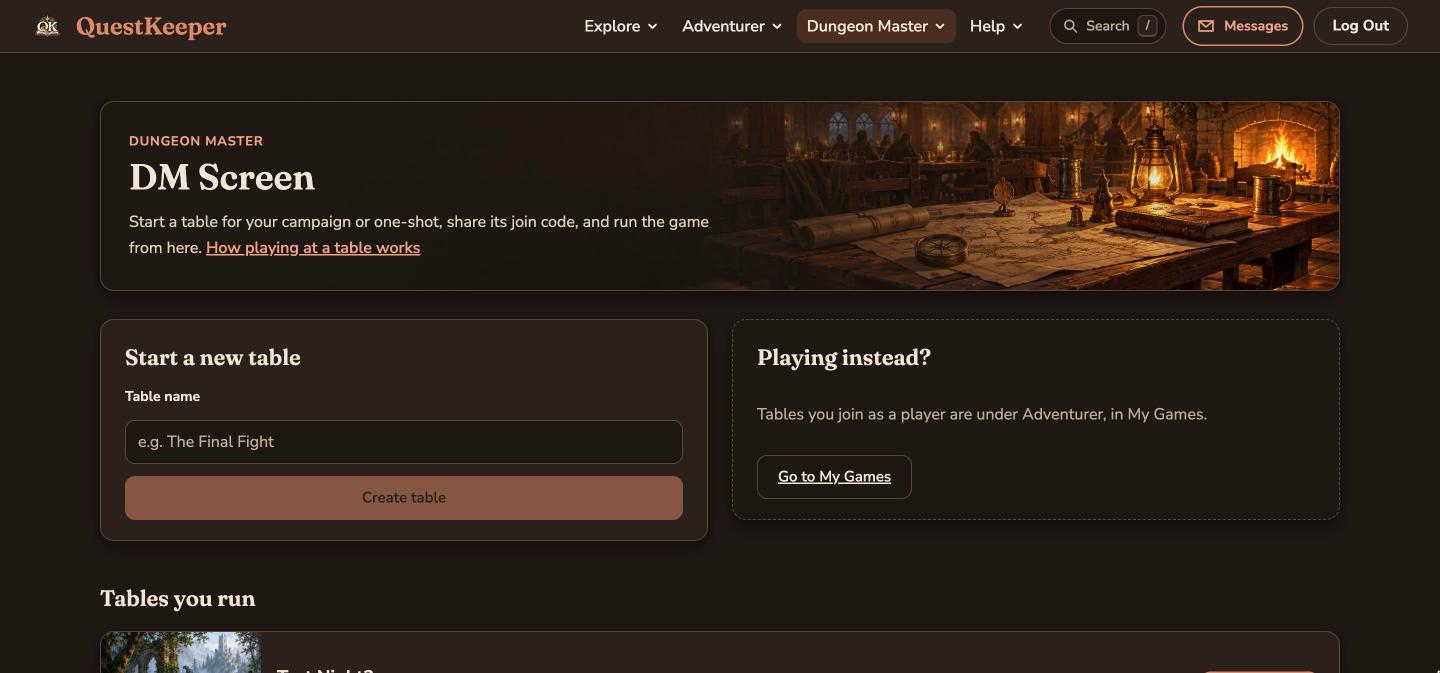 QK QuestKeeper
Explore Adventurer Dungeon Master Help Search / Messages Log Out
DUNGEON MASTER
DM Screen
Start a table for your campaign or one-shot, share its join code, and run the game
from here. How playing at a table works
Start a new table
Table name
e.g. The Final Fight
Create table
Playing instead?
Tables you join as a player are under Adventurer, in My Games.
Go to My Games
Tables you run